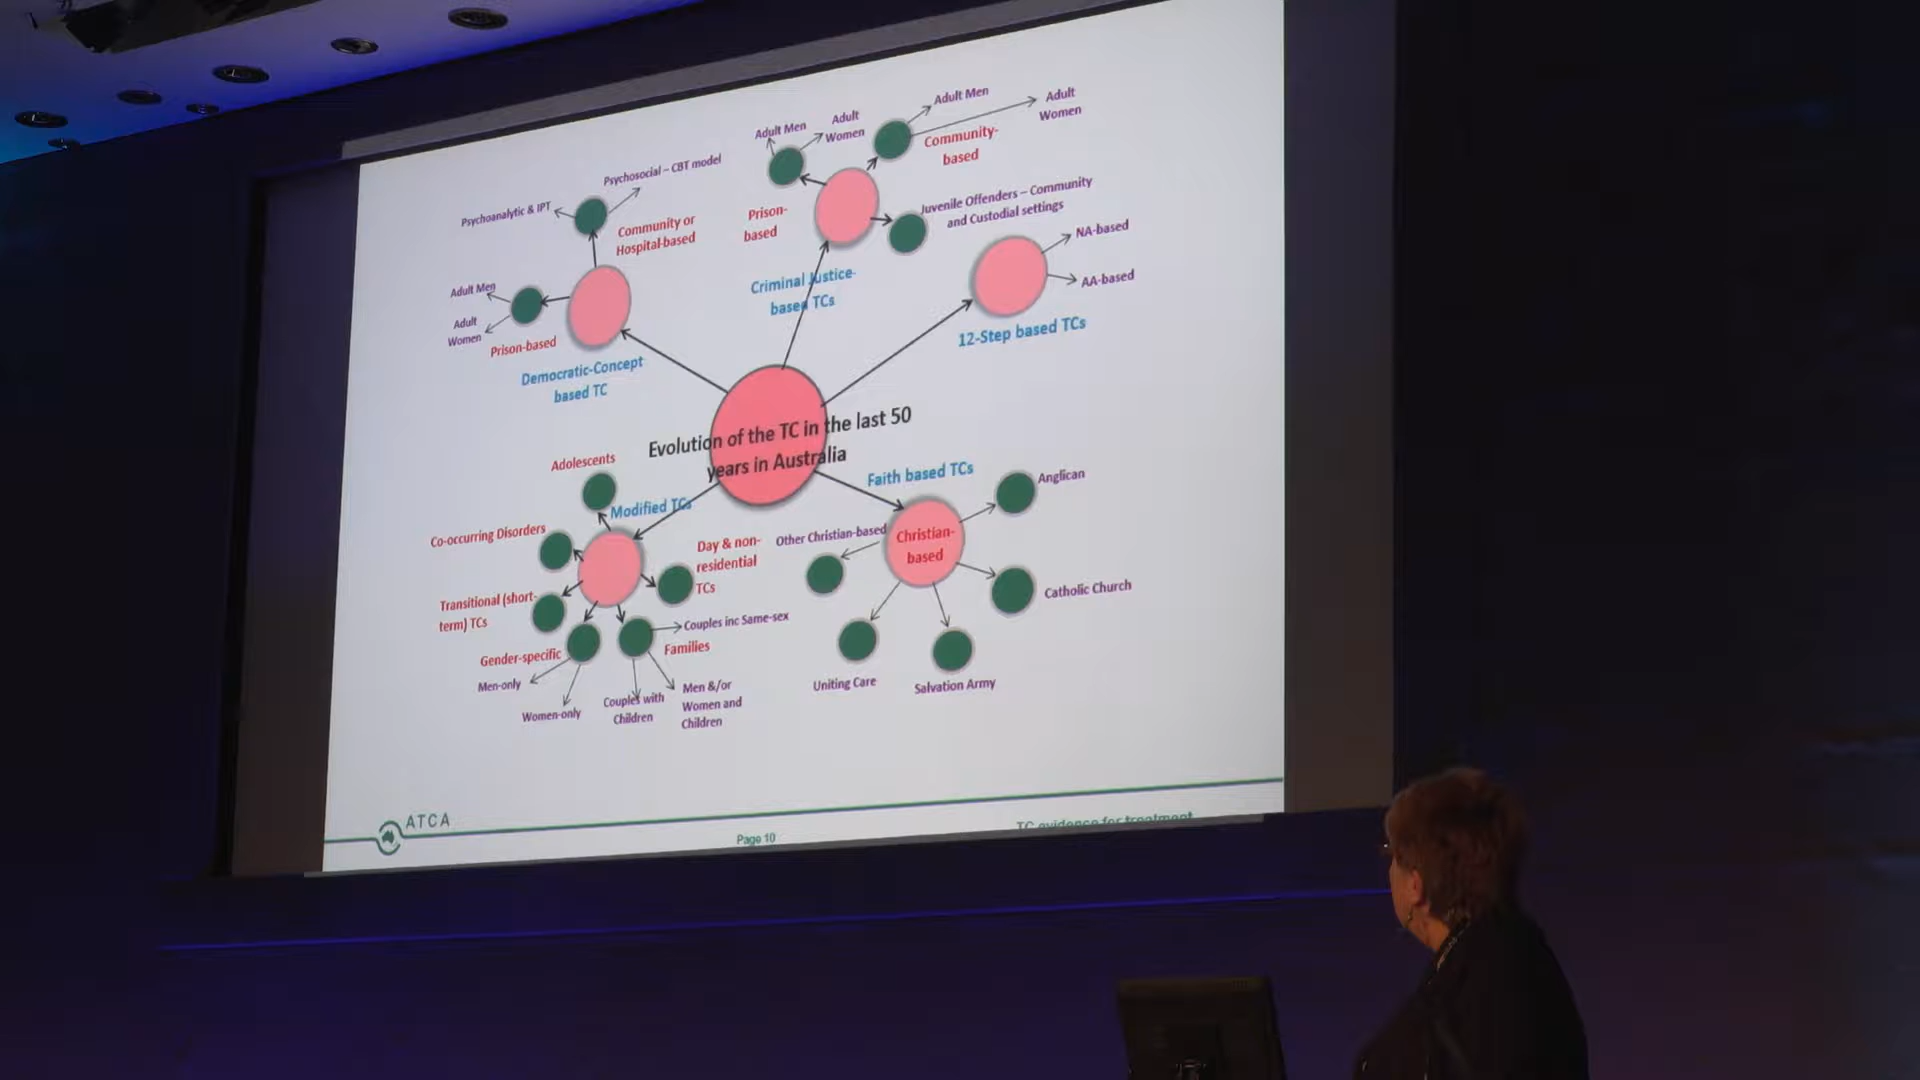 Adult Men
Adult
Women
Adult Men
Adult
Women
Community-
based
Prison-
based
Juvenile Offenders – Community
and Custodial settings
Criminal Justice-
based TCs
Psychosocial – CBT model
Psychoanalytic & IPT
Community or
Hospital-based
Adult Men
Adult
Women
Prison-based
Democratic-Concept
based TC
NA-based
AA-based
12-Step based TCs
Evolution of the TC in the last 50
years in Australia
Adolescents
Modified TCs
Co-occurring Disorders
Day & non-
residential
TCs
Transitional (short-
term) TCs
Gender-specific
Men-only
Women-only
Couples inc Same-sex
Families
Couples with
Children
Men &/or
Women and
Children
Faith based TCs
Anglican
Other Christian-based
Christian-
based
Catholic Church
Uniting Care
Salvation Army
ATCA
Page 10
TC evidence for treatment